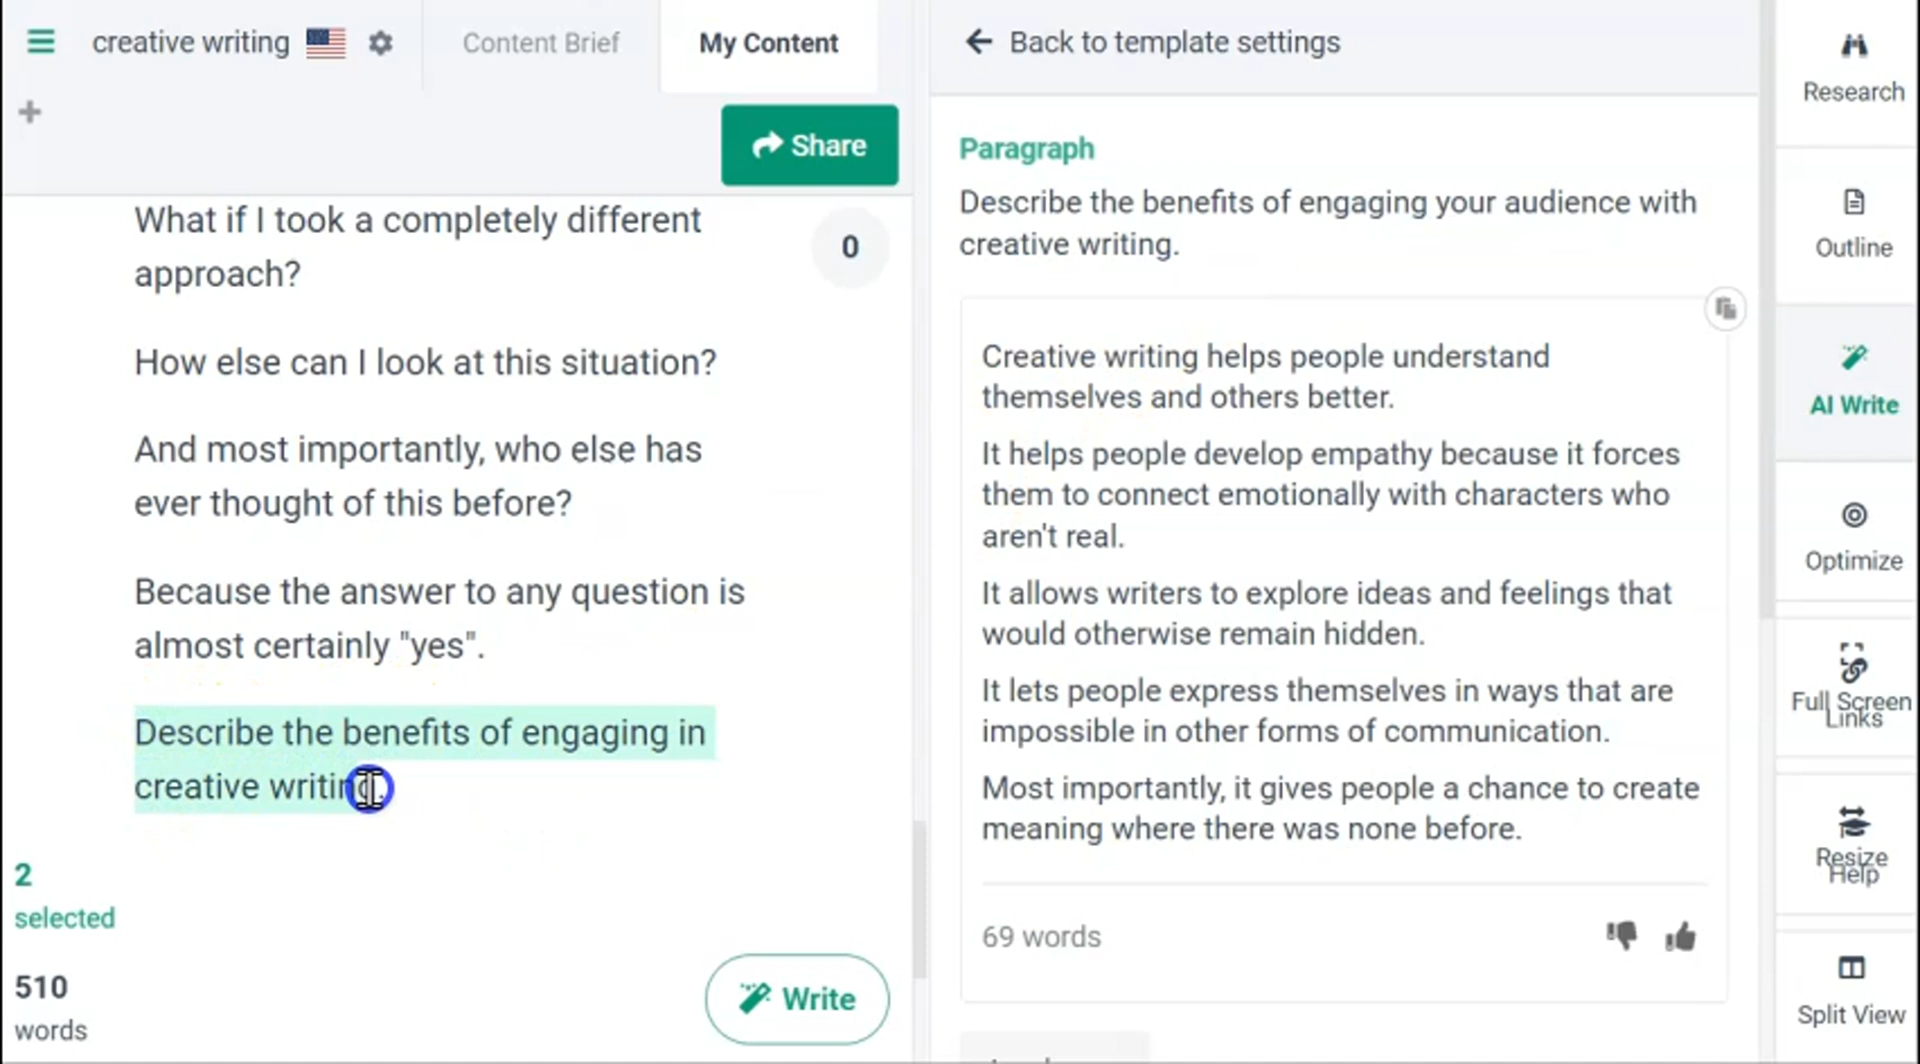 creative writing
Content Brief
My Content
Share
What if I took a completely different
approach?
0
How else can I look at this situation?
And most importantly, who else has
ever thought of this before?
Because the answer to any question is
almost certainly "yes".
Describe the benefits of engaging in
creative writing.
2
selected
510
words
Write
Back to template settings
Paragraph
Describe the benefits of engaging your audience with
creative writing.
Creative writing helps people understand
themselves and others better.
It helps people develop empathy because it forces
them to connect emotionally with characters who
aren't real.
It allows writers to explore ideas and feelings that
would otherwise remain hidden.
It lets people express themselves in ways that are
impossible in other forms of communication.
Most importantly, it gives people a chance to create
meaning where there was none before.
69 words
Research
Outline
AI Write
Optimize
Full Screen
Links
Resize
Help
Split View